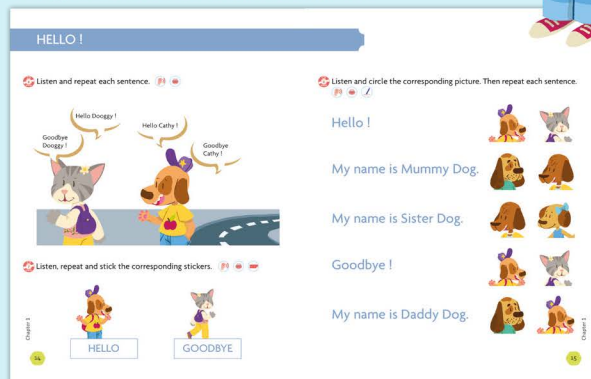 HELLO !
Listen and repeat each sentence.
Hello Dooggy !
Goodbye
Dooggy !
Hello Cathy !
Goodbye
Cathy !
Listen, repeat and stick the corresponding stickers.
HELLO
GOODBYE
Chapter 1
14
Listen and circle the corresponding picture. Then repeat each sentence.
Hello !
My name is Mummy Dog.
My name is Sister Dog.
Goodbye !
My name is Daddy Dog.
Chapter 1
15